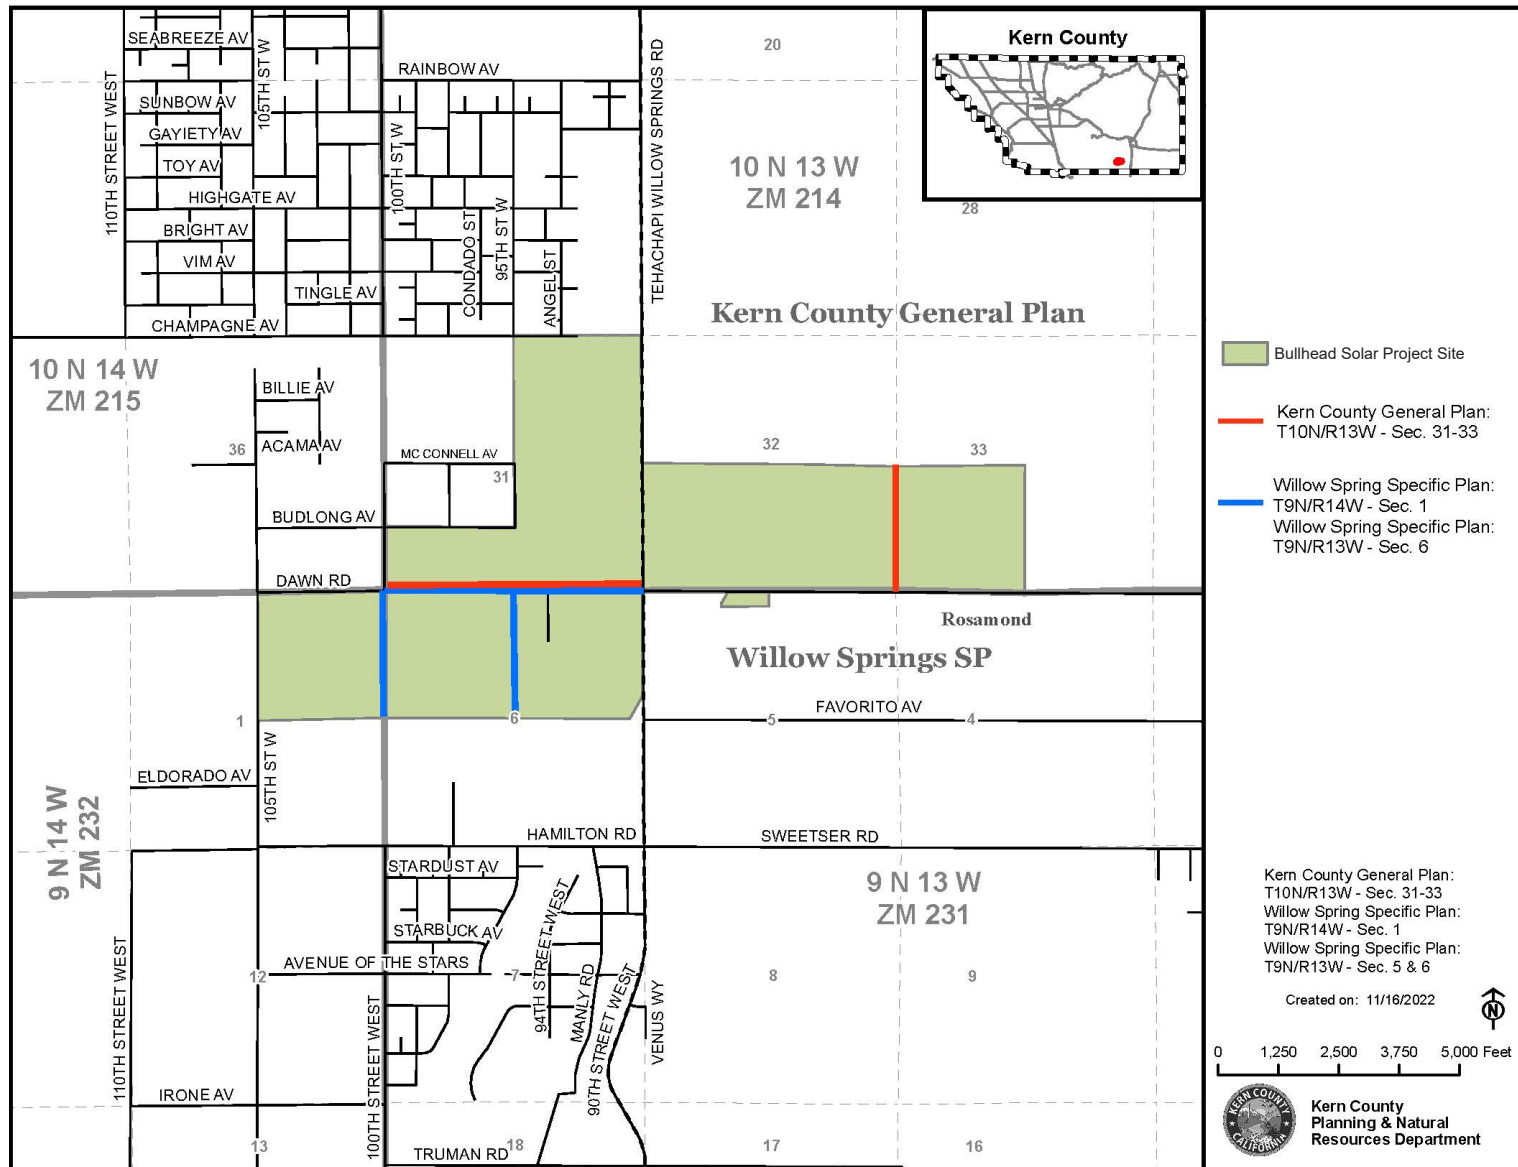 SEABREEZE AV
SUNBOW AV
GAYIETY AV
TOY AV
HIGHGATE AV
BRIGHT AV
VIM AV
TINGLE AV
CHAMPAGNE AV
110TH STREET WEST
105TH ST W
RAINBOW AV
100TH ST W
CONDADO ST
95TH ST W
ANGEL ST
TEHACHAPI WILLOW SPRINGS RD
20
10 N 13 W
ZM 214
28
Kern County
Kern County General Plan
10 N 14 W
ZM 215
BILLIE AV
ACAMA AV
36
MC CONNELL AV
31
32
33
BUDLONG AV
DAWN RD
Rosamond
Willow Springs SP
FAVORITO AV
1
6
5
4
ELDORADO AV
105TH ST W
9 N 14 W
ZM 232
HAMILTON RD
SWEETSER RD
STARDUST AV
STARBUCK AV
AVENUE OF THE STARS
94TH STREET WEST
MANLY RD
90TH STREET WEST
VENUS WY
9 N 13 W
ZM 231
12
7
8
9
110TH STREET WEST
100TH STREET WEST
IRONE AV
TRUMAN RD
13
18
17
16
Bullhead Solar Project Site
Kern County General Plan:
T10N/R13W - Sec. 31-33
Willow Spring Specific Plan:
T9N/R14W - Sec. 1
Willow Spring Specific Plan:
T9N/R13W - Sec. 6
Kern County General Plan:
T10N/R13W - Sec. 31-33
Willow Spring Specific Plan:
T9N/R14W - Sec. 1
Willow Spring Specific Plan:
T9N/R13W - Sec. 5 & 6
Created on: 11/16/2022
N
0 1,250 2,500 3,750 5,000 Feet
KERN COUNTY
CALIFORNIA
Kern County
Planning & Natural
Resources Department